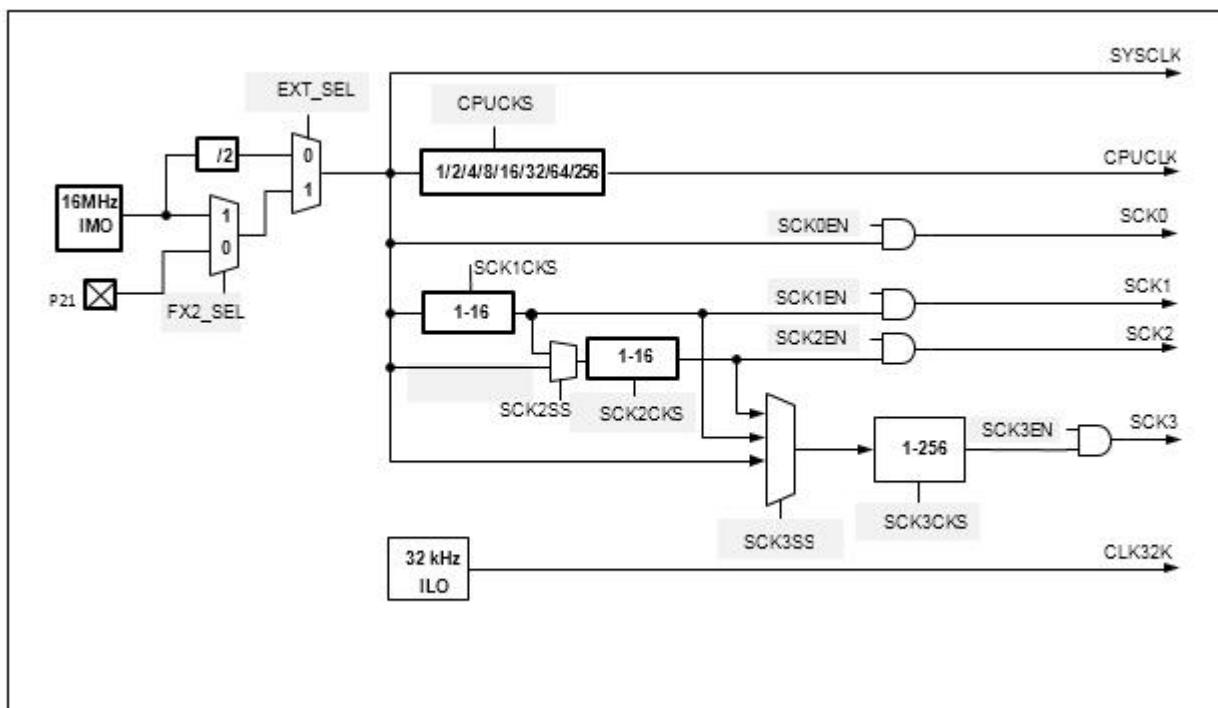 SYSCLK
EXT_SEL
CPUCKS
/2
0
1
1/2/4/8/16/32/64/256
CPUCLK
16MHz
IMO
1
0
SCK0EN
SCK0
P21
FX2_SEL
SCK1CKS
1-16
SCK1EN
SCK1
SCK2EN
SCK2
1-16
SCK2SS
SCK2CKS
SCK3EN
SCK3
1-256
SCK3CKS
SCK3SS
32 kHz
ILO
CLK32K